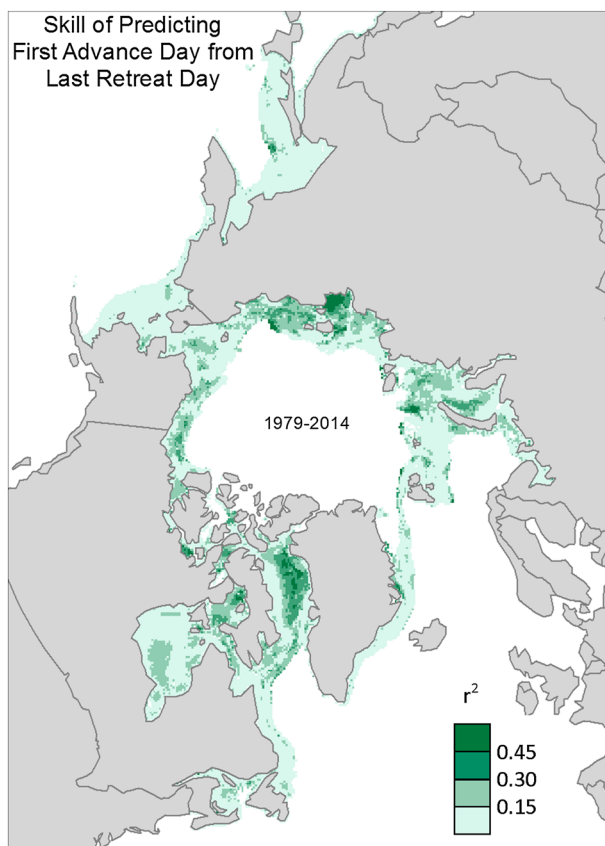 Skill of Predicting
First Advance Day from
Last Retreat Day
1979-2014
r²
0.45
0.30
0.15